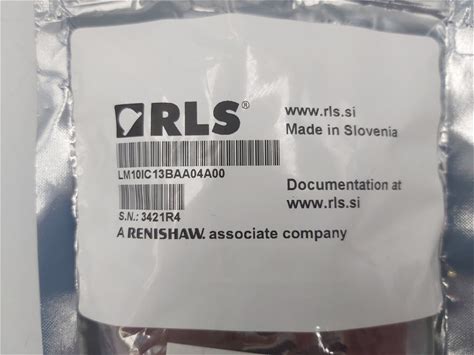 RLS®
www.rls.si
Made in Slovenia
LM10IC13BAA04A00
Documentation at
www.rls.si
S.N.: 3421R4
A RENISHAW. associate company